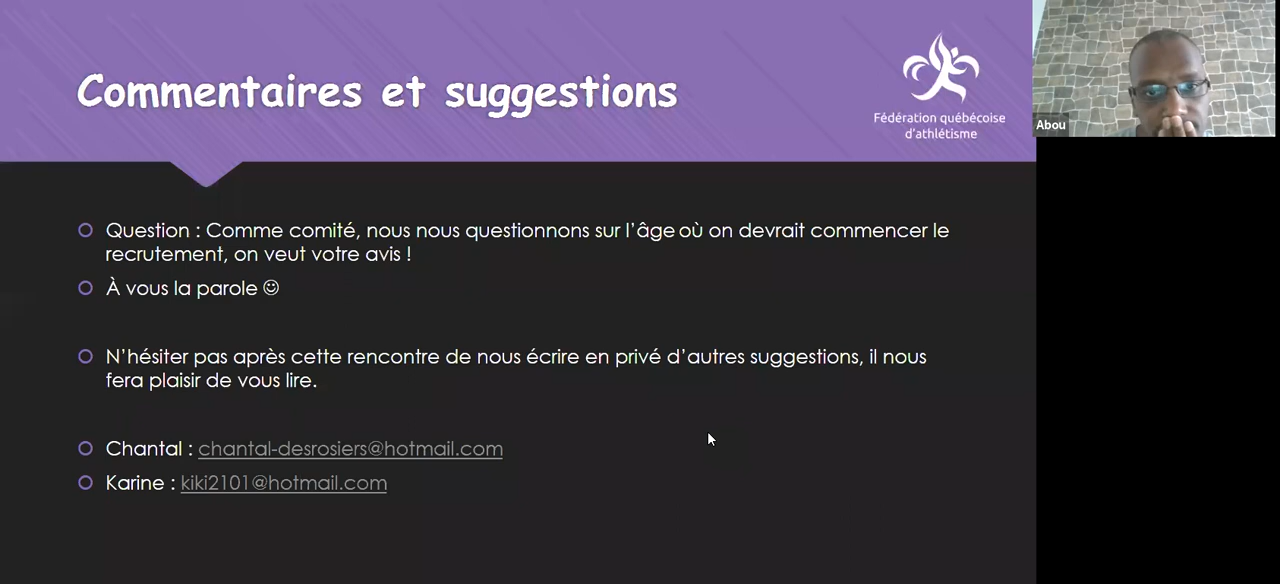 Commentaires et suggestions
Fédération québécoise
d'athlétisme
Abou
Question : Comme comité, nous nous questionnons sur l'âge où on devrait commencer le
recrutement, on veut votre avis !
À vous la parole ☺
N'hésiter pas après cette rencontre de nous écrire en privé d'autres suggestions, il nous
fera plaisir de vous lire.
Chantal : chantal-desrosiers@hotmail.com
Karine : kiki2101@hotmail.com